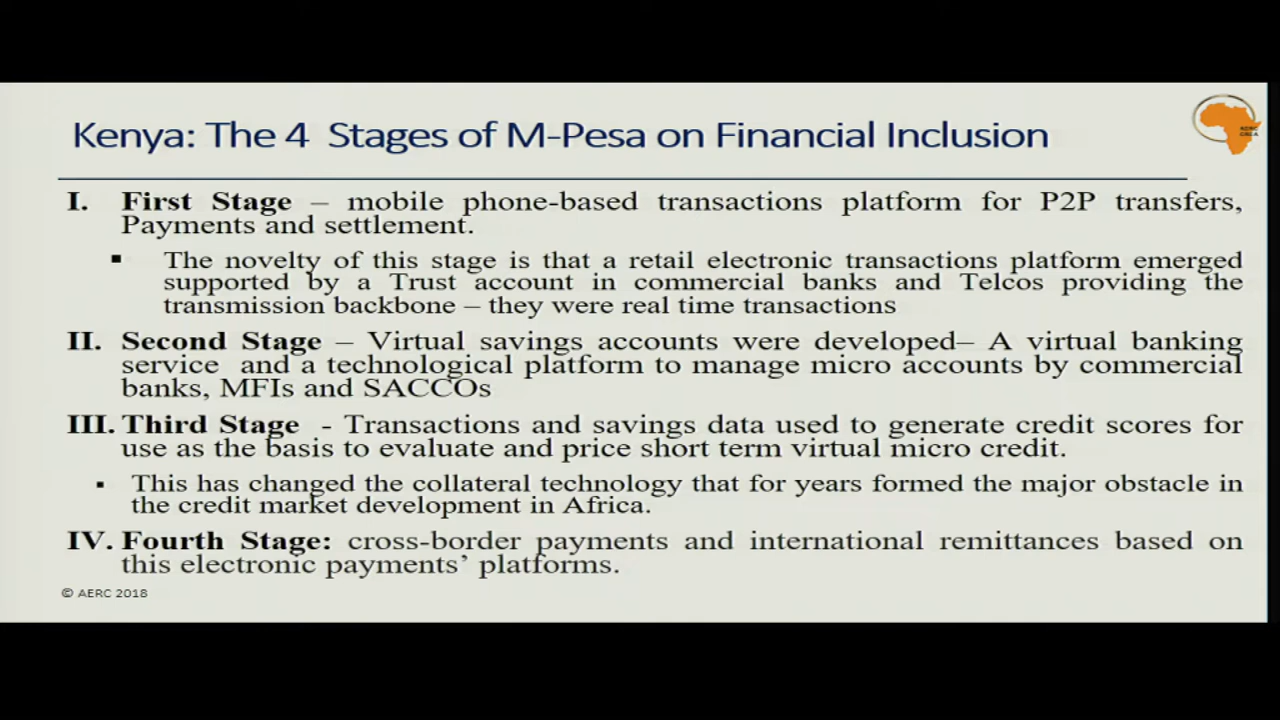 Kenya: The 4 Stages of M-Pesa on Financial Inclusion
AERC
CREA
I. First Stage – mobile phone-based transactions platform for P2P transfers,
Payments and settlement.
▪ The novelty of this stage is that a retail electronic transactions platform emerged
supported by a Trust account in commercial banks and Telcos providing the
transmission backbone – they were real time transactions
II. Second Stage – Virtual savings accounts were developed– A virtual banking
service and a technological platform to manage micro accounts by commercial
banks, MFIs and SACCOs
III. Third Stage - Transactions and savings data used to generate credit scores for
use as the basis to evaluate and price short term virtual micro credit.
▪ This has changed the collateral technology that for years formed the major obstacle in
the credit market development in Africa.
IV. Fourth Stage: cross-border payments and international remittances based on
this electronic payments’ platforms.
© AERC 2018